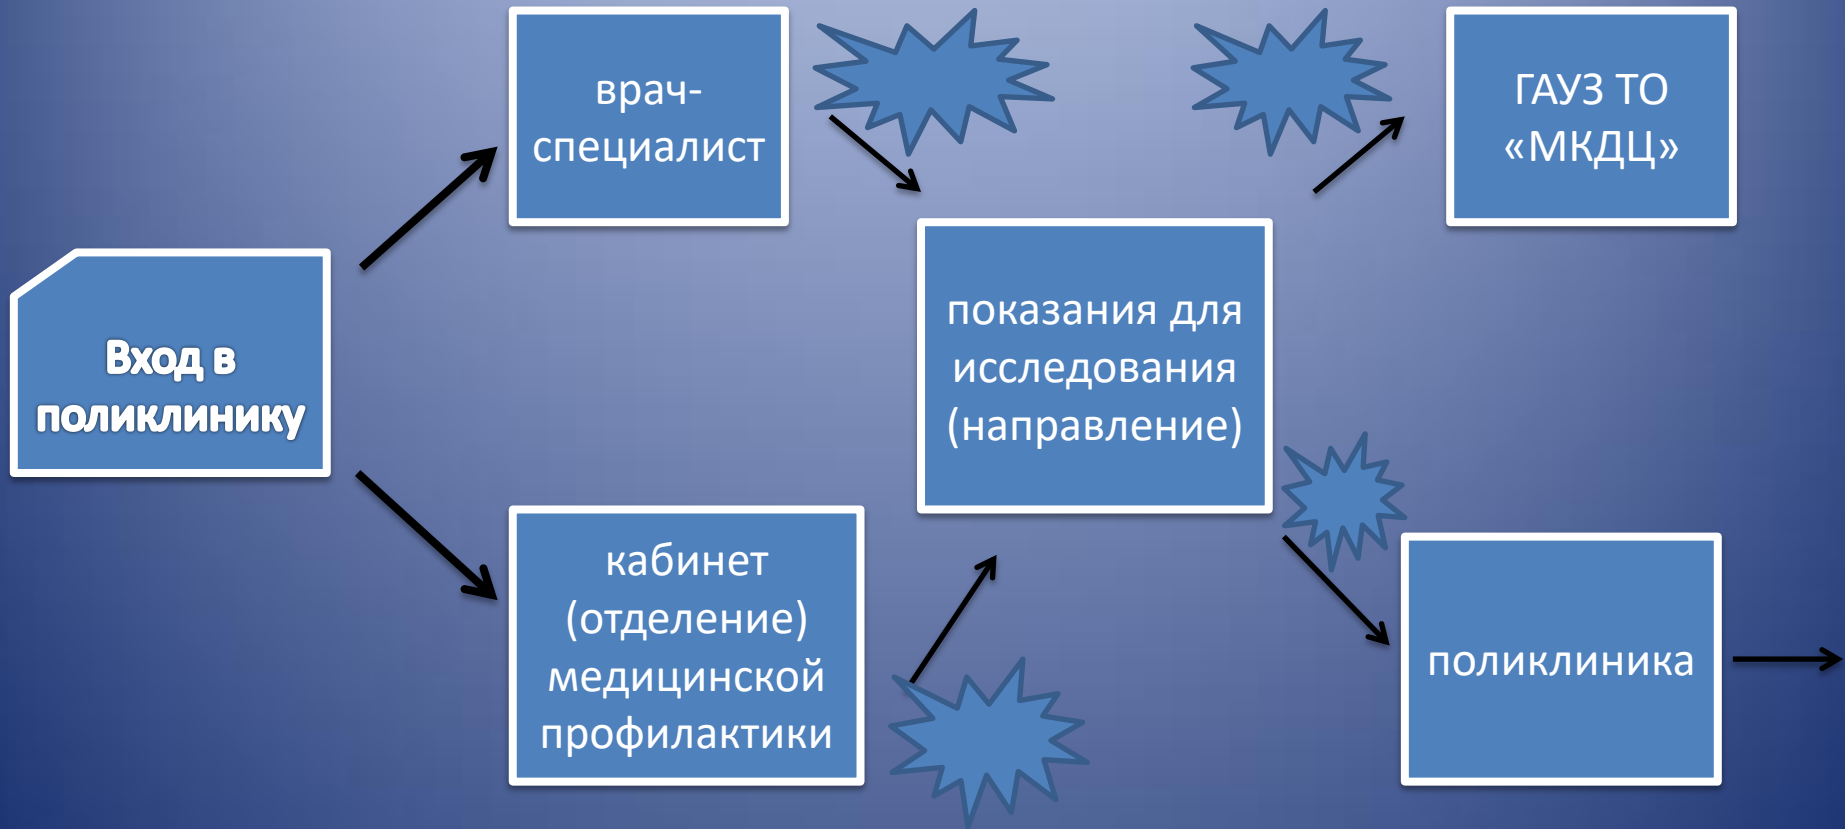 Вход в
поликлинику
врач-
специалист
кабинет
(отделение)
медицинской
профилактики
показания для
исследования
(направление)
ГАУЗ ТО
«МКДЦ»
поликлиника